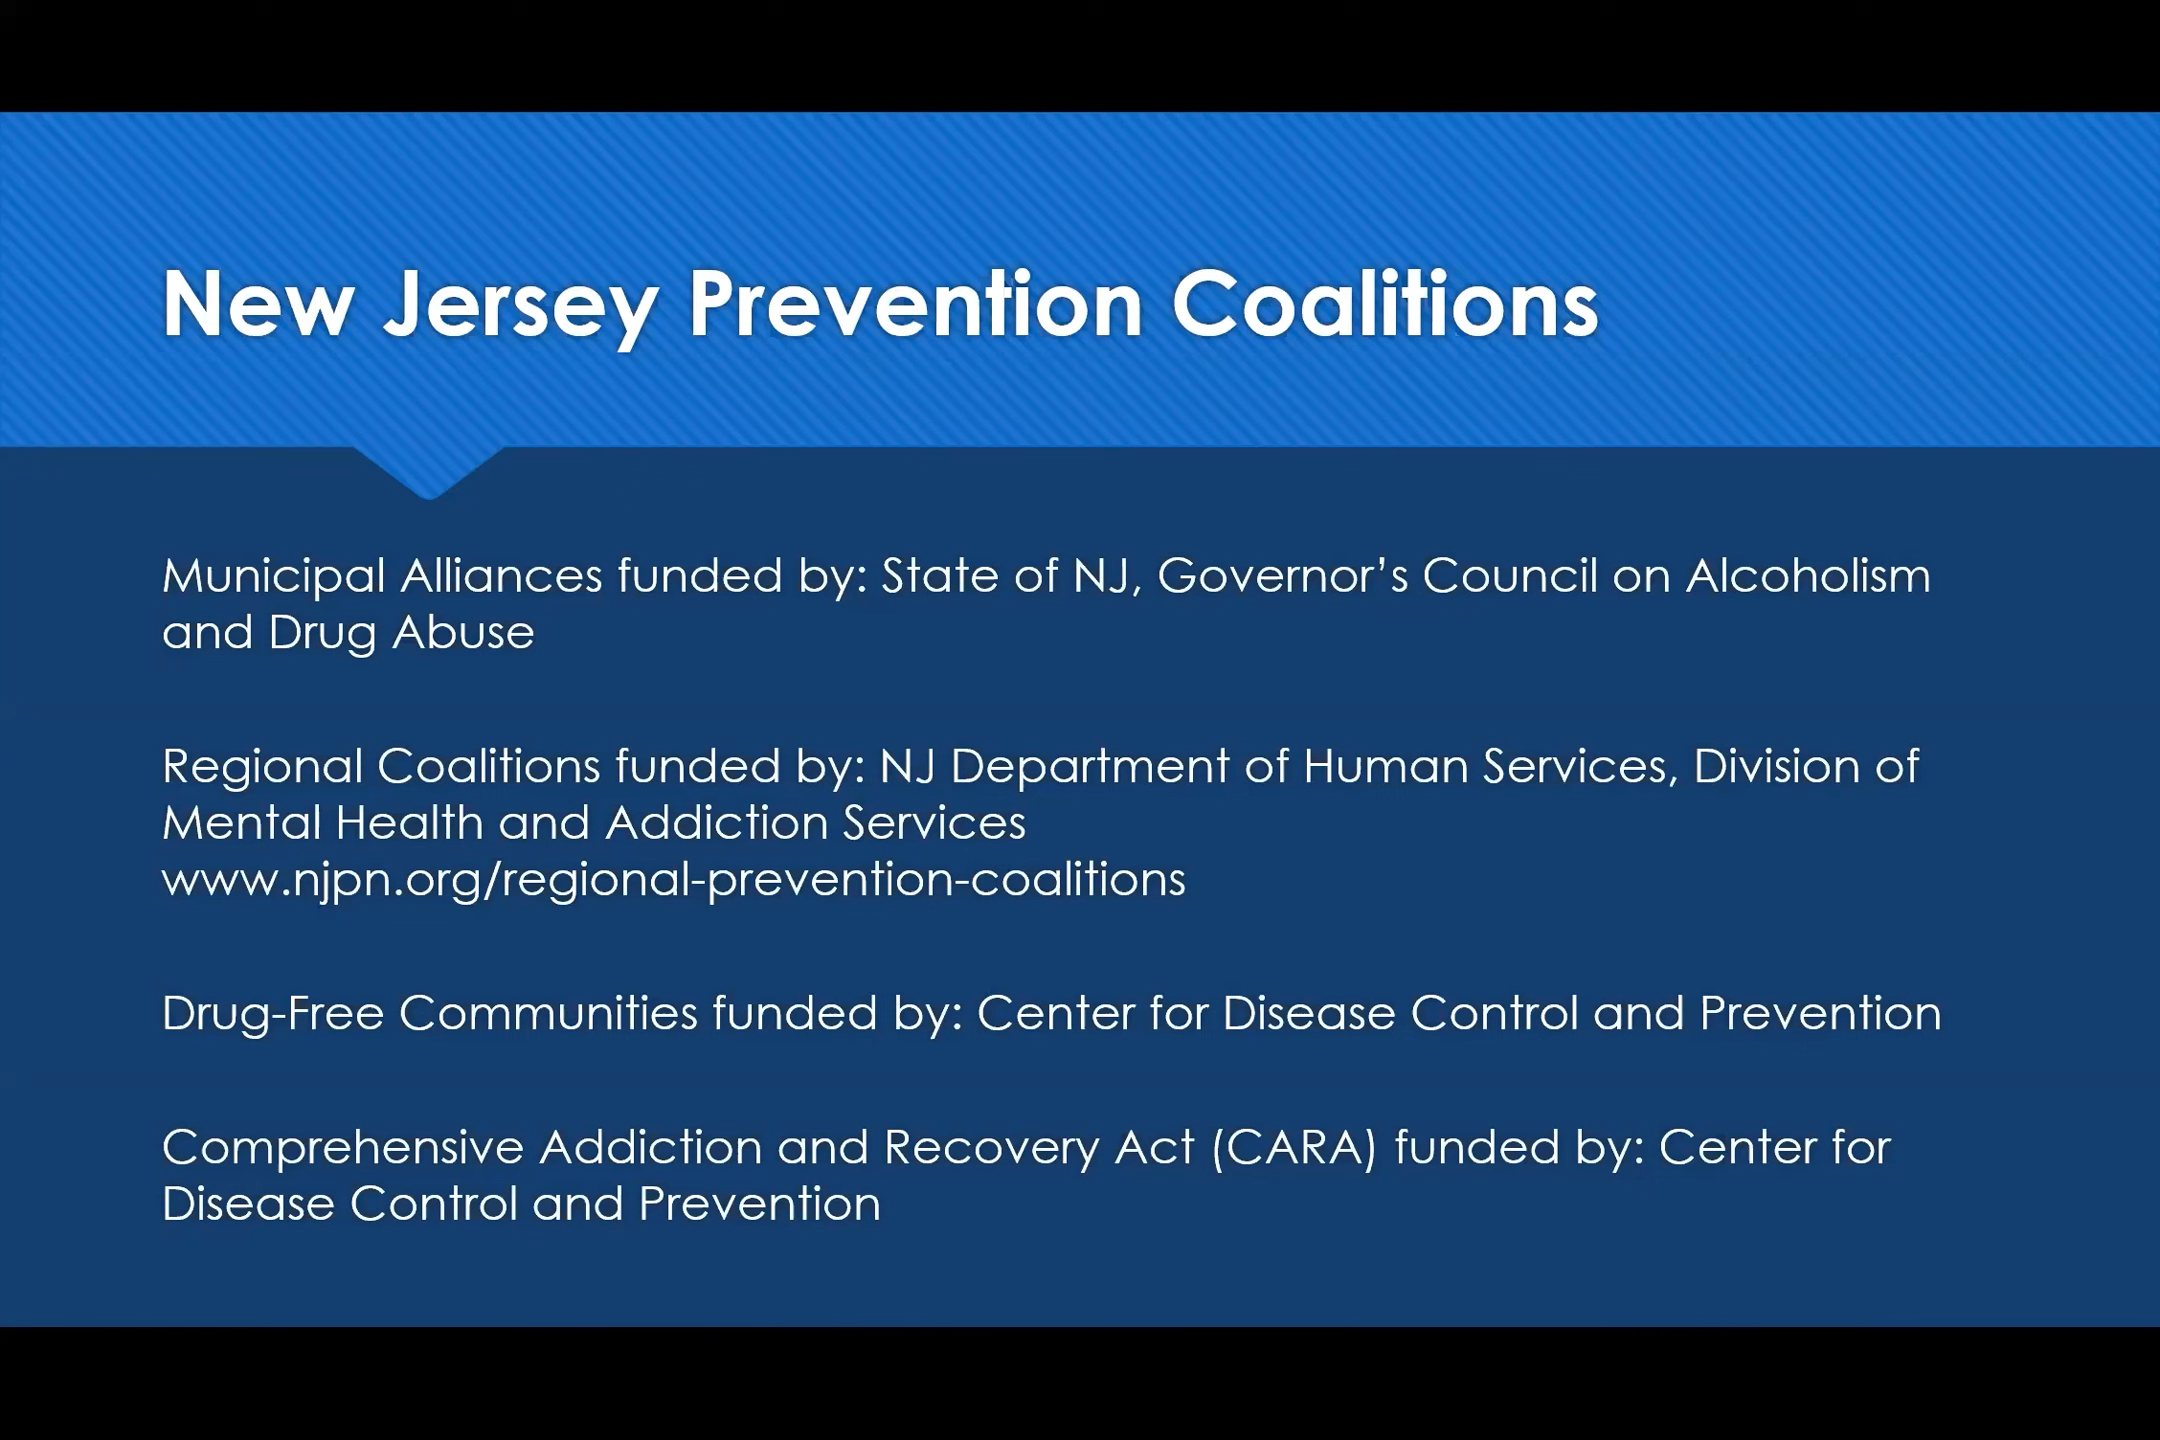 New Jersey Prevention Coalitions
Municipal Alliances funded by: State of NJ, Governor’s Council on Alcoholism
and Drug Abuse
Regional Coalitions funded by: NJ Department of Human Services, Division of
Mental Health and Addiction Services
www.njpn.org/regional-prevention-coalitions
Drug-Free Communities funded by: Center for Disease Control and Prevention
Comprehensive Addiction and Recovery Act (CARA) funded by: Center for
Disease Control and Prevention